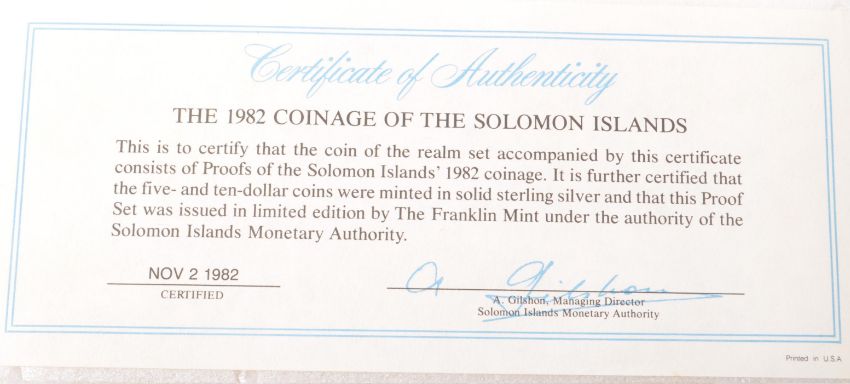 Certificate of Authenticity
THE 1982 COINAGE OF THE SOLOMON ISLANDS
This is to certify that the coin of the realm set accompanied by this certificate
consists of Proofs of the Solomon Islands' 1982 coinage. It is further certified that
the five- and ten-dollar coins were minted in solid sterling silver and that this Proof
Set was issued in limited edition by The Franklin Mint under the authority of the
Solomon Islands Monetary Authority.
NOV 2 1982
CERTIFIED
A Gilshon
A. Gilshon, Managing Director
Solomon Islands Monetary Authority
Printed in U.S.A